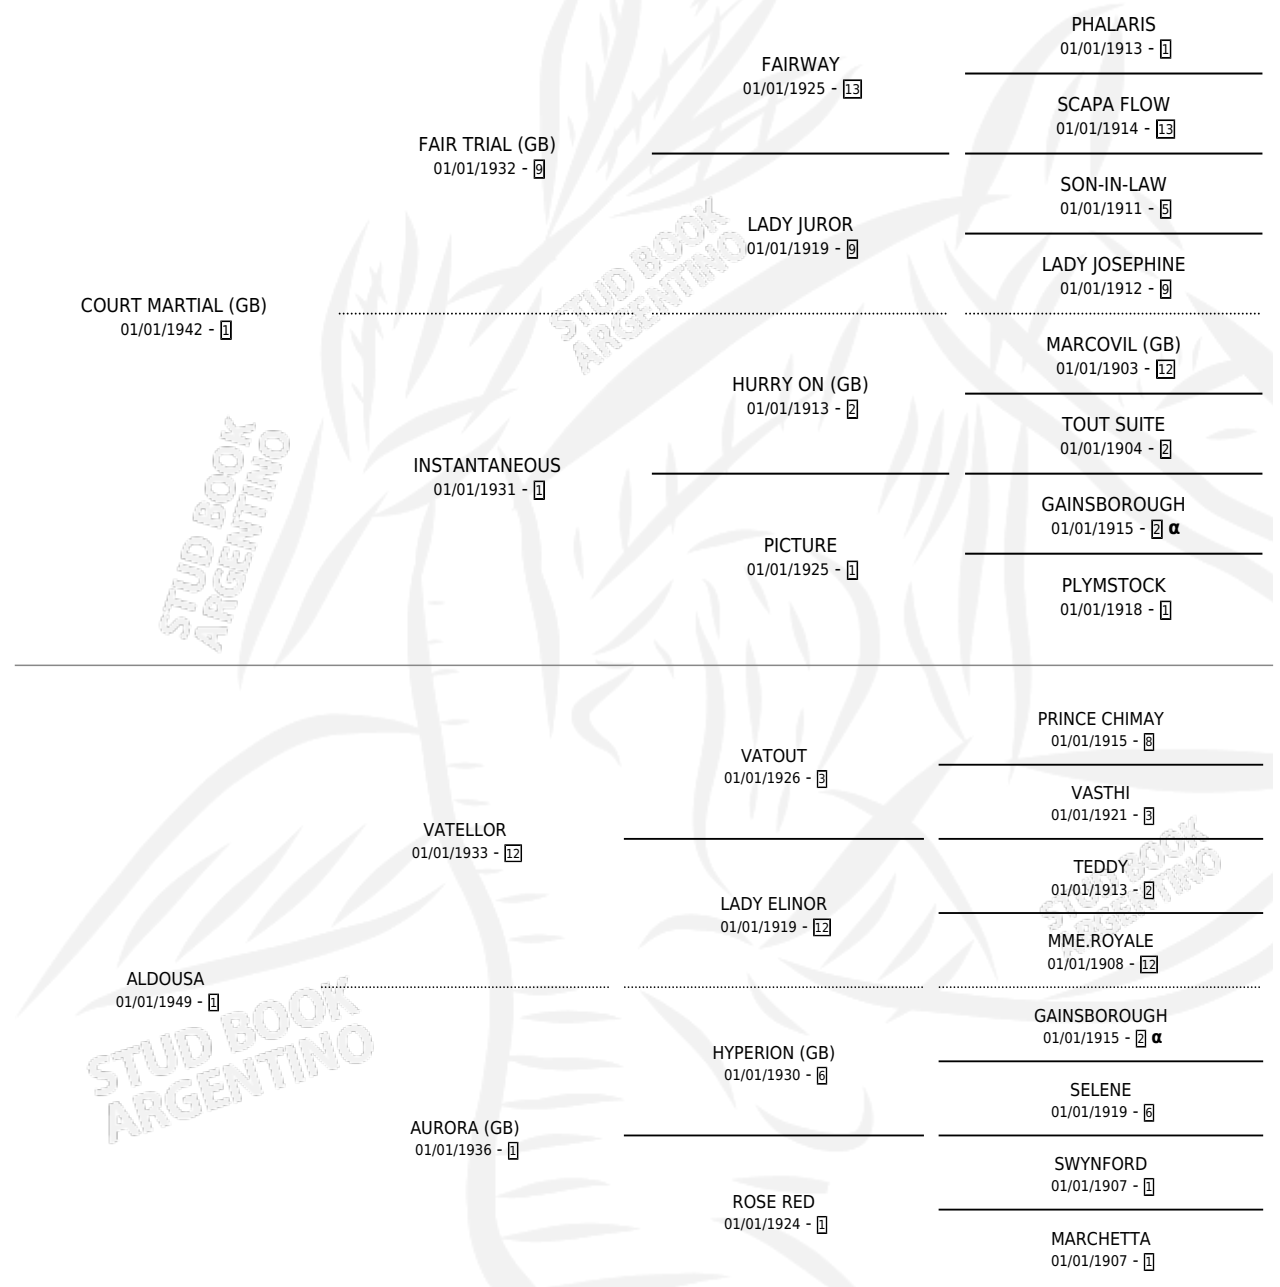 PHALARIS
01/01/1913 - 1
FAIRWAY
01/01/1925 - 13
SCAPA FLOW
01/01/1914 - 13
FAIR TRIAL (GB)
01/01/1932 - 9
SON-IN-LAW
01/01/1911 - 5
LADY JUROR
01/01/1919 - 9
LADY JOSEPHINE
01/01/1912 - 9
COURT MARTIAL (GB)
01/01/1942 - 1
MARCOVIL (GB)
01/01/1903 - 12
HURRY ON (GB)
01/01/1913 - 2
TOUT SUITE
01/01/1904 - 2
INSTANTANEOUS
01/01/1931 - 1
GAINSBOROUGH
01/01/1915 - 2 α
PICTURE
01/01/1925 - 1
PLYMSTOCK
01/01/1918 - 1
PRINCE CHIMAY
01/01/1915 - 8
VATOUT
01/01/1926 - 3
VASTHI
01/01/1921 - 3
VATELLOR
01/01/1933 - 12
TEDDY
01/01/1913 - 2
LADY ELINOR
01/01/1919 - 12
MME.ROYALE
01/01/1908 - 12
ALDOUSA
01/01/1949 - 1
GAINSBOROUGH
01/01/1915 - 2 α
HYPERION (GB)
01/01/1930 - 6
SELENE
01/01/1919 - 6
AURORA (GB)
01/01/1936 - 1
SWYNFORD
01/01/1907 - 1
ROSE RED
01/01/1924 - 1
MARCHETTA
01/01/1907 - 1
STUD BOOK
ARGENTINO
STUD BOOK
ARGENTINO
STUD BOOK
ARGENTINO
STUD BOOK
ARGENTINO